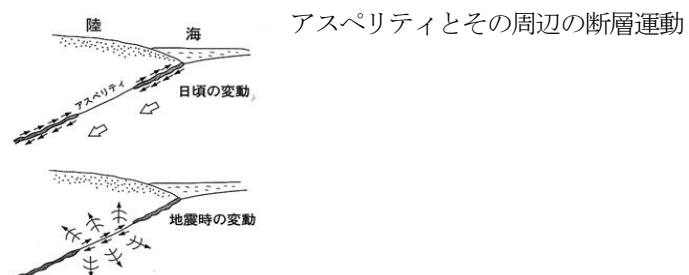 アスペリティとその周辺の断層運動
陸
海
アスペリティ
日頃の変動
地震時の変動